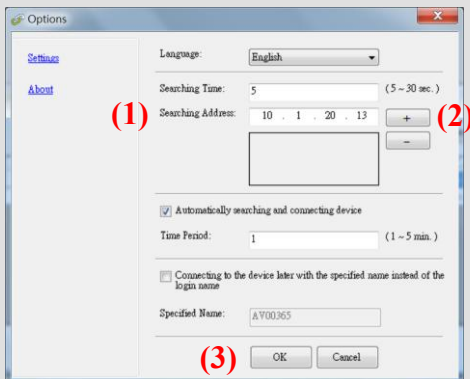 Options
Settings
About
Language: English
Searching Time: 5 (5 ~ 30 sec.)
(1) Searching Address: 10 . 1 . 20 . 13 + (2)
−
Automatically searching and connecting device
Time Period: 1 (1 ~ 5 min.)
Connecting to the device later with the specified name instead of the
login name
Specified Name: AV00365
(3) OK Cancel